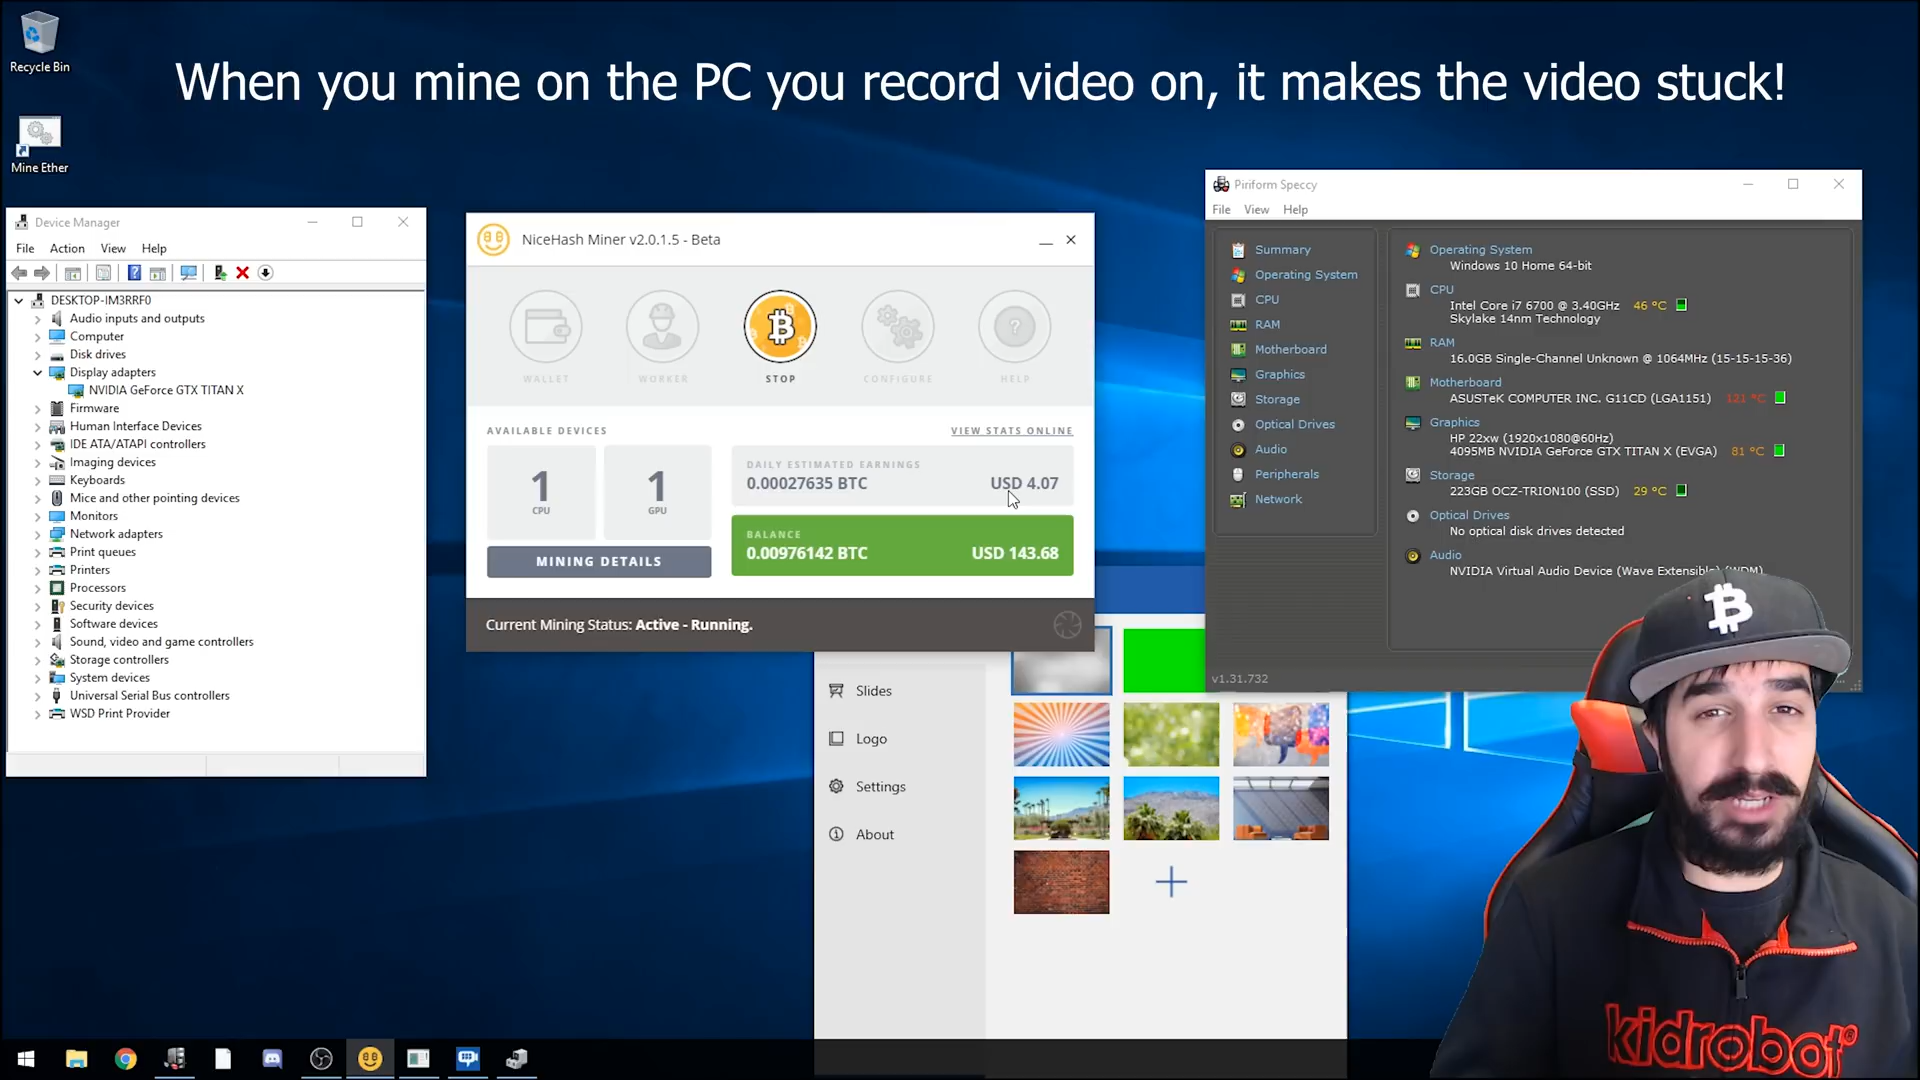 Recycle Bin
When you mine on the PC you record video on, it makes the video stuck!
Mine Ether
Device Manager
File Action View Help
DESKTOP-IM3RRF0
Audio inputs and outputs
Computer
Disk drives
Display adapters
NVIDIA GeForce GTX TITAN X
Firmware
Human Interface Devices
IDE ATA/ATAPI controllers
Imaging devices
Keyboards
Mice and other pointing devices
Monitors
Network adapters
Print queues
Printers
Processors
Security devices
Software devices
Sound, video and game controllers
Storage controllers
System devices
Universal Serial Bus controllers
WSD Print Provider
NiceHash Miner v2.0.1.5 - Beta
WALLET WORKER STOP CONFIGURE HELP
AVAILABLE DEVICES
VIEW STATS ONLINE
1
CPU
1
GPU
MINING DETAILS
DAILY ESTIMATED EARNINGS
0.00027635 BTC USD 4.07
BALANCE
0.00976142 BTC USD 143.68
Current Mining Status: Active - Running.
Slides
Logo
Settings
About
Piriform Speccy
File View Help
Summary
Operating System
CPU
RAM
Motherboard
Graphics
Storage
Optical Drives
Audio
Peripherals
Network
Operating System
Windows 10 Home 64-bit
CPU
Intel Core i7 6700 @ 3.40GHz 46 °C
Skylake 14nm Technology
RAM
16.0GB Single-Channel Unknown @ 1064MHz (15-15-15-36)
Motherboard
ASUSTeK COMPUTER INC. G11CD (LGA1151) 121 °C
Graphics
HP 22xw (1920x1080@60Hz)
4095MB NVIDIA GeForce GTX TITAN X (EVGA) 81 °C
Storage
223GB OCZ-TRION100 (SSD) 29 °C
Optical Drives
No optical disk drives detected
Audio
NVIDIA Virtual Audio Device (Wave Extensible) (WDM)
v1.31.732
kidrobot